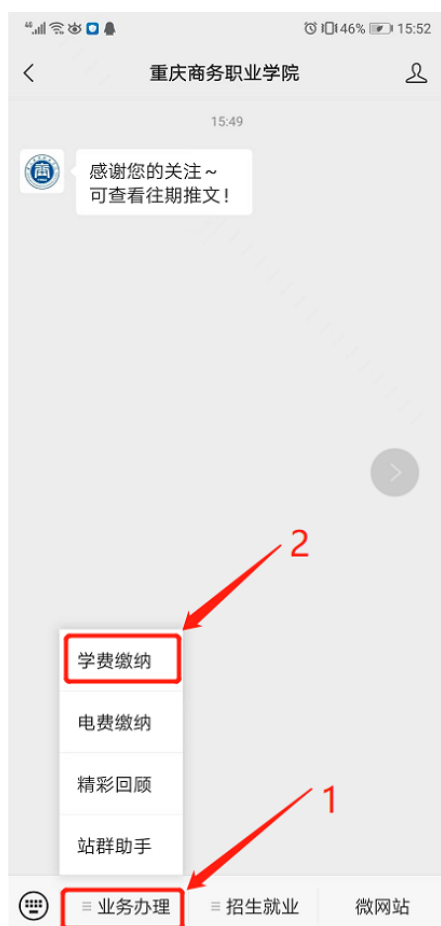 46 46% 15:52
重庆商务职业学院
15:49
感谢您的关注~
可查看往期推文!
2
学费缴纳
电费缴纳
精彩回顾
站群助手
1
业务办理 招生就业 微网站